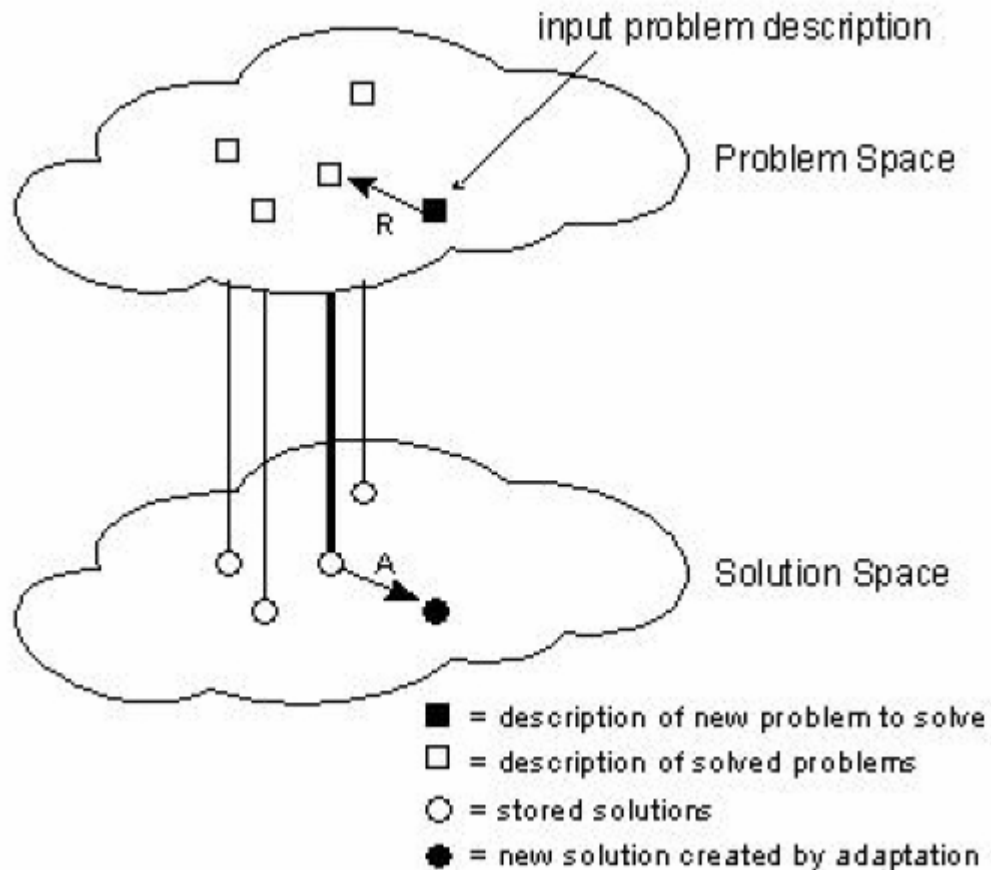 input problem description
Problem Space
R
A
Solution Space
= description of new problem to solve
= description of solved problems
= stored solutions
= new solution created by adaptation